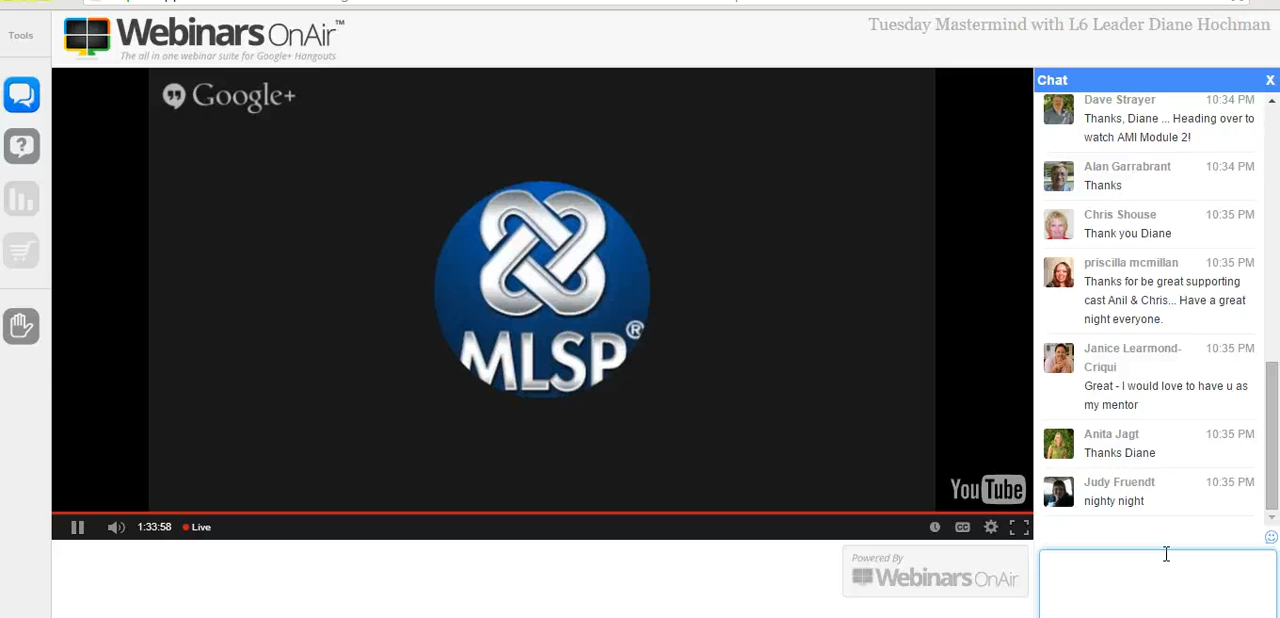 Tools
Webinars OnAir™
The all in one webinar suite for Google+ Hangouts
Tuesday Mastermind with L6 Leader Diane Hochman
Google+
MLSP®
YouTube
1:33:58 Live
CC
Powered By
Webinars OnAir
Chat X
Dave Strayer 10:34 PM
Thanks, Diane ... Heading over to
watch AMI Module 2!
Alan Garrabrant 10:34 PM
Thanks
Chris Shouse 10:35 PM
Thank you Diane
priscilla mcmillan 10:35 PM
Thanks for be great supporting
cast Anil & Chris... Have a great
night everyone.
Janice Learmond- 10:35 PM
Criqui
Great - I would love to have u as
my mentor
Anita Jagt 10:35 PM
Thanks Diane
Judy Fruendt 10:35 PM
nighty night